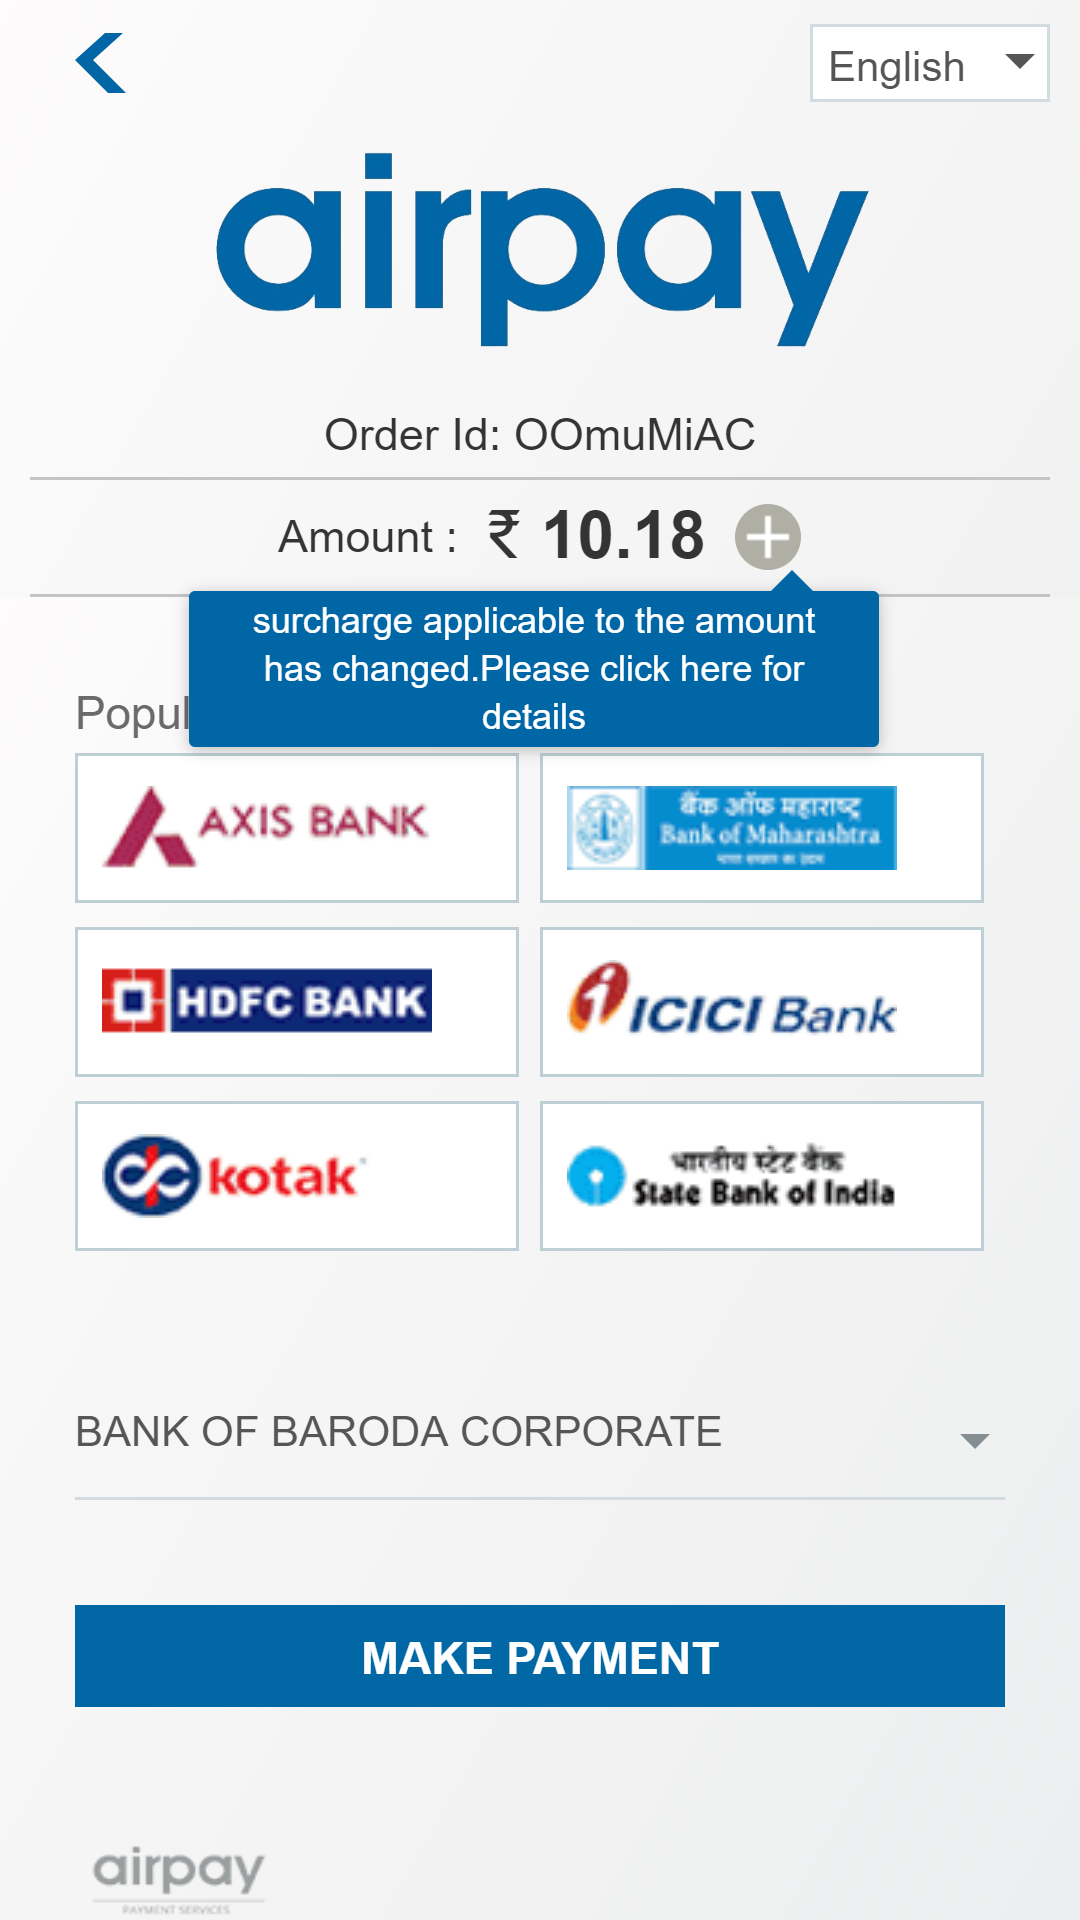 English
airpay
Order Id: OOmuMiAC
Amount : ₹ 10.18
surcharge applicable to the amount
has changed.Please click here for
details
Popul
AXIS BANK
बैंक ऑफ महाराष्ट्र
Bank of Maharashtra
HDFC BANK
ICICI Bank
kotak
भारतीय स्टेट बैंक
State Bank of India
BANK OF BARODA CORPORATE
MAKE PAYMENT
airpay
PAYMENT SERVICES